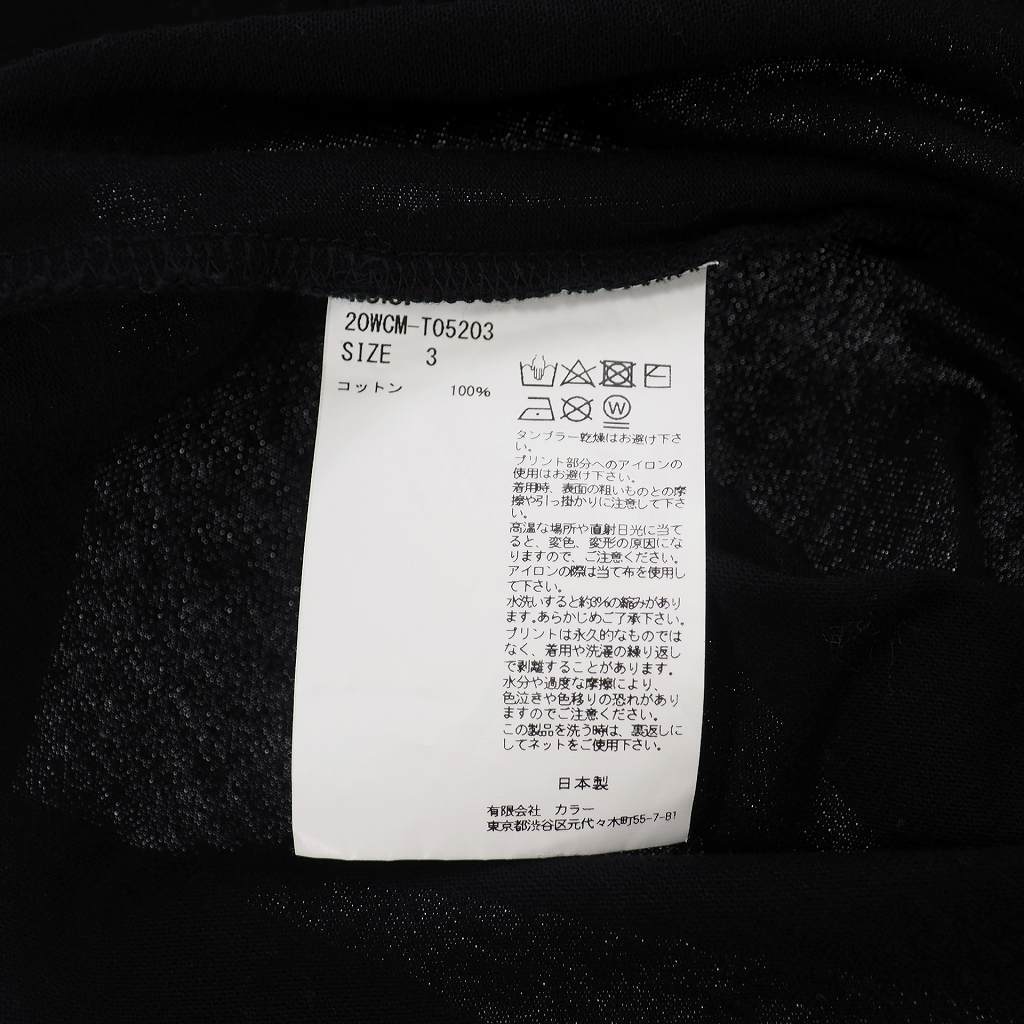 20WCM-T05203
SIZE 3
コットン 100%
W
タンブラー乾燥はお避け下さ
い。
プリント部分へのアイロンの
使用はお避け下さい。
着用時、表面の粗いものとの摩
擦や引っ掛かりに注意して下さ
い。
高温な場所や直射日光に当て
ると、変色、変形の原因にな
りますので、ご注意ください。
アイロンの際は当て布を使用し
て下さい。
水洗いすると約3%の縮みがあり
ます。あらかじめご了承下さい。
プリントは永久的なものでは
なく、着用や洗濯の繰り返し
で剥離することがあります。
水分や過度な摩擦により、
色泣きや色移りの恐れがあり
ますのでご注意ください。
この製品を洗う時は、裏返しに
してネットをご使用下さい。
日本製
有限会社 カラー
東京都渋谷区元代々木町55-7-B1